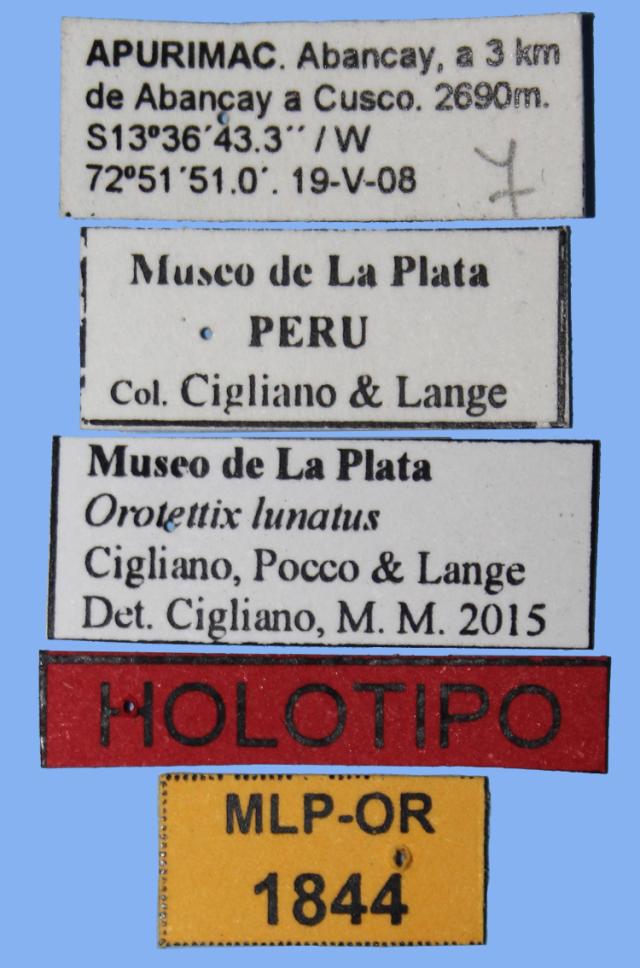 APURIMAC. Abancay, a 3 km
de Abançay a Cusco. 2690m.
S13º36´43.3´´ / W
72º51´51.0´. 19-V-08
7
Museo de La Plata
PERU
Col. Cigliano & Lange
Museo de La Plata
Orotettix lunatus
Cigliano, Pocco & Lange
Det. Cigliano, M. M. 2015
HOLOTIPO
MLP-OR
1844